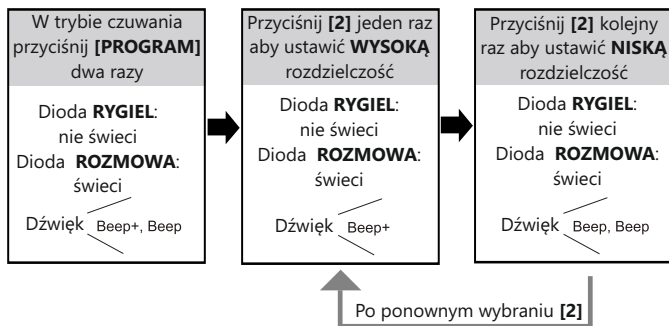 W trybie czuwania
przyciśnij [PROGRAM]
dwa razy
Dioda RYGIEL:
nie świeci
Dioda ROZMOWA:
świeci
Dźwięk Beep+, Beep
Przyciśnij [2] jeden raz
aby ustawić WYSOKĄ
rozdzielczość
Dioda RYGIEL:
nie świeci
Dioda ROZMOWA:
świeci
Dźwięk Beep+
Przyciśnij [2] kolejny
raz aby ustawić NISKĄ
rozdzielczość
Dioda RYGIEL:
nie świeci
Dioda ROZMOWA:
świeci
Dźwięk Beep, Beep
Po ponownym wybraniu [2]